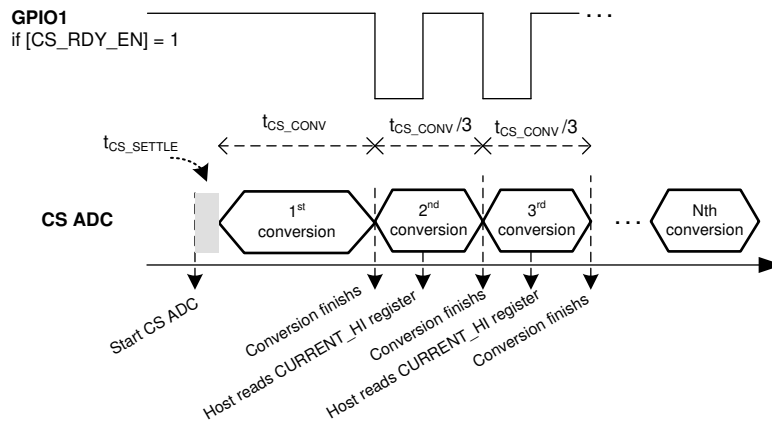 GPIO1
if [CS_RDY_EN] = 1
...
tCS_CONV
tCS_CONV /3
tCS_CONV /3
tCS_SETTLE
CS ADC
1st
conversion
2nd
conversion
3rd
conversion
...
Nth
conversion
Start CS ADC
Conversion finishs
Host reads CURRENT_HI register
Conversion finishs
Host reads CURRENT_HI register
Conversion finishs